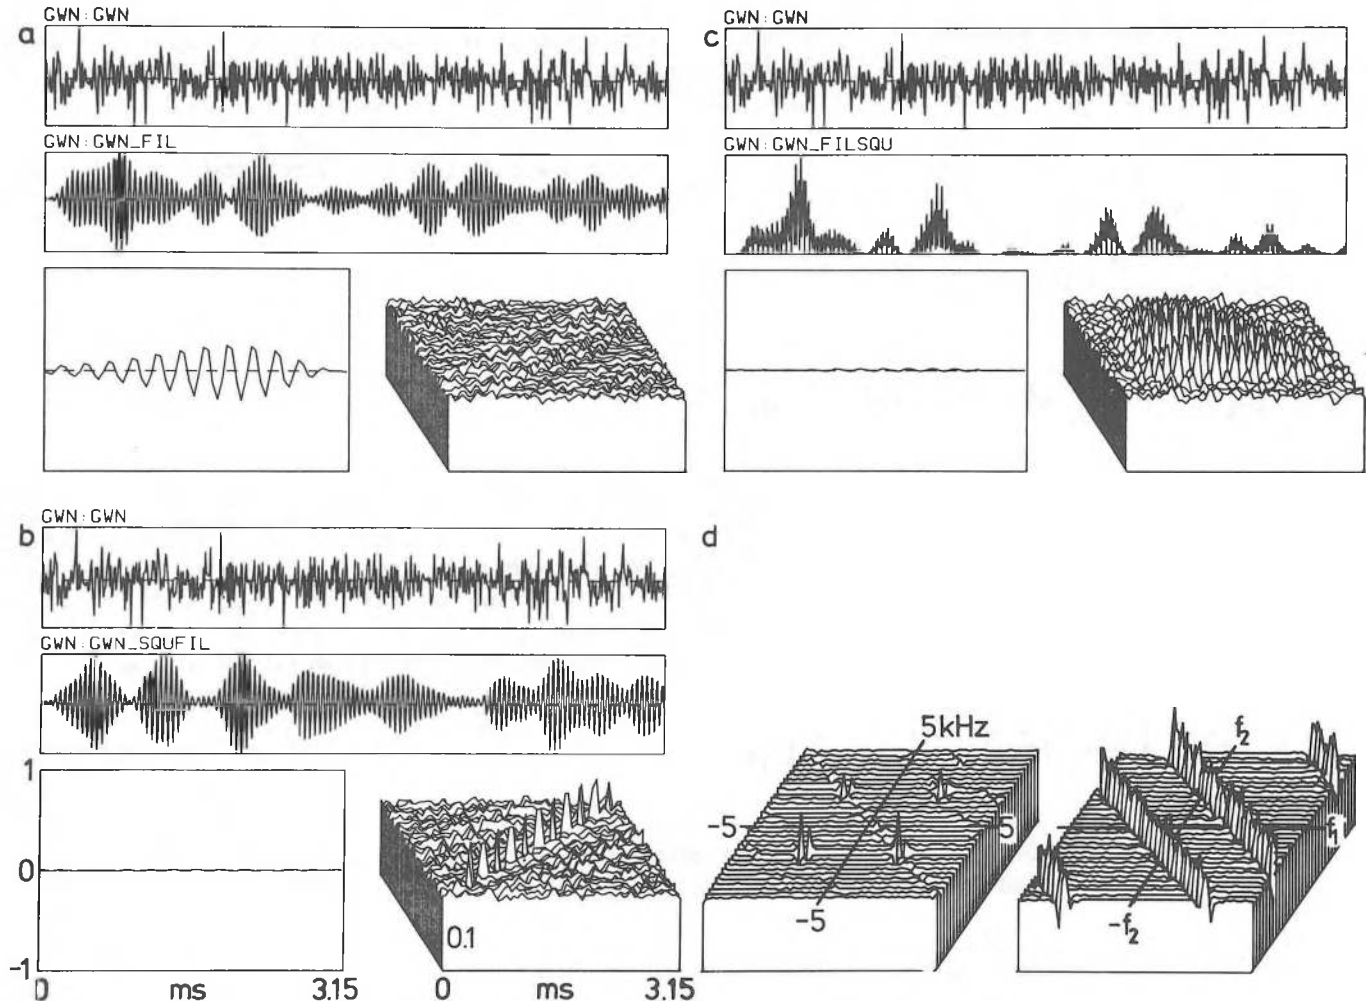 a
GWN:GWN
GWN:GWN_FIL
c
GWN:GWN
GWN:GWN_FILSQU
b
GWN:GWN
GWN:GWN_SQUFIL
1
0
-1
0 ms 3.15
0.1
0 ms 3.15
d
5kHz
-5 5
-5
f₂
f₁
-f₂